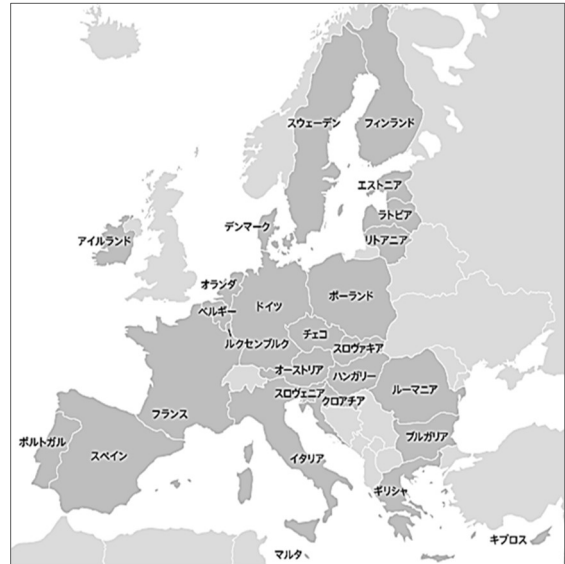 スウェーデン
フィンランド
エストニア
ラトビア
リトアニア
デンマーク
アイルランド
オランダ
ベルギー
ドイツ
ポーランド
ルクセンブルク
チェコ
スロヴァキア
オーストリア
ハンガリー
スロヴェニア
クロアチア
ルーマニア
フランス
ブルガリア
ポルトガル
スペイン
イタリア
ギリシャ
マルタ
キプロス